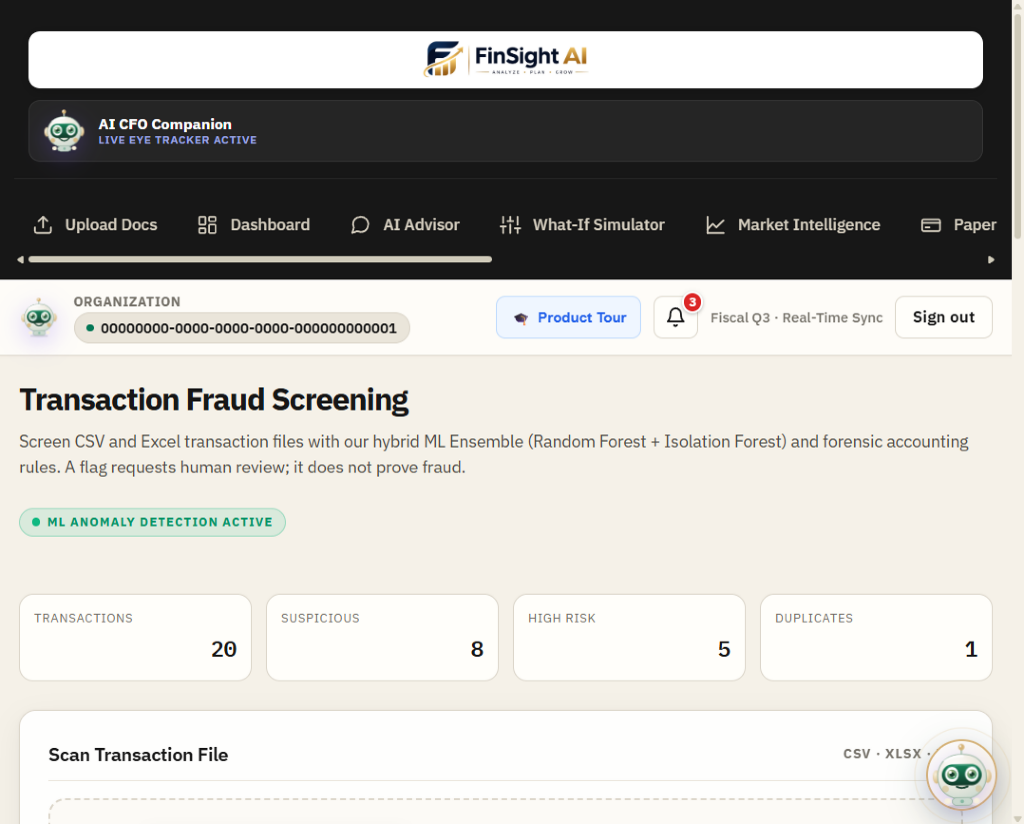 FinSight AI
ANALYZE • PLAN • GROW
AI CFO Companion
LIVE EYE TRACKER ACTIVE
Upload Docs
Dashboard
AI Advisor
What-If Simulator
Market Intelligence
Paper
ORGANIZATION
00000000-0000-0000-0000-000000000001
Product Tour
3
Fiscal Q3 · Real-Time Sync
Sign out
Transaction Fraud Screening
Screen CSV and Excel transaction files with our hybrid ML Ensemble (Random Forest + Isolation Forest) and forensic accounting
rules. A flag requests human review; it does not prove fraud.
ML ANOMALY DETECTION ACTIVE
TRANSACTIONS
20
SUSPICIOUS
8
HIGH RISK
5
DUPLICATES
1
Scan Transaction File
CSV · XLSX ·